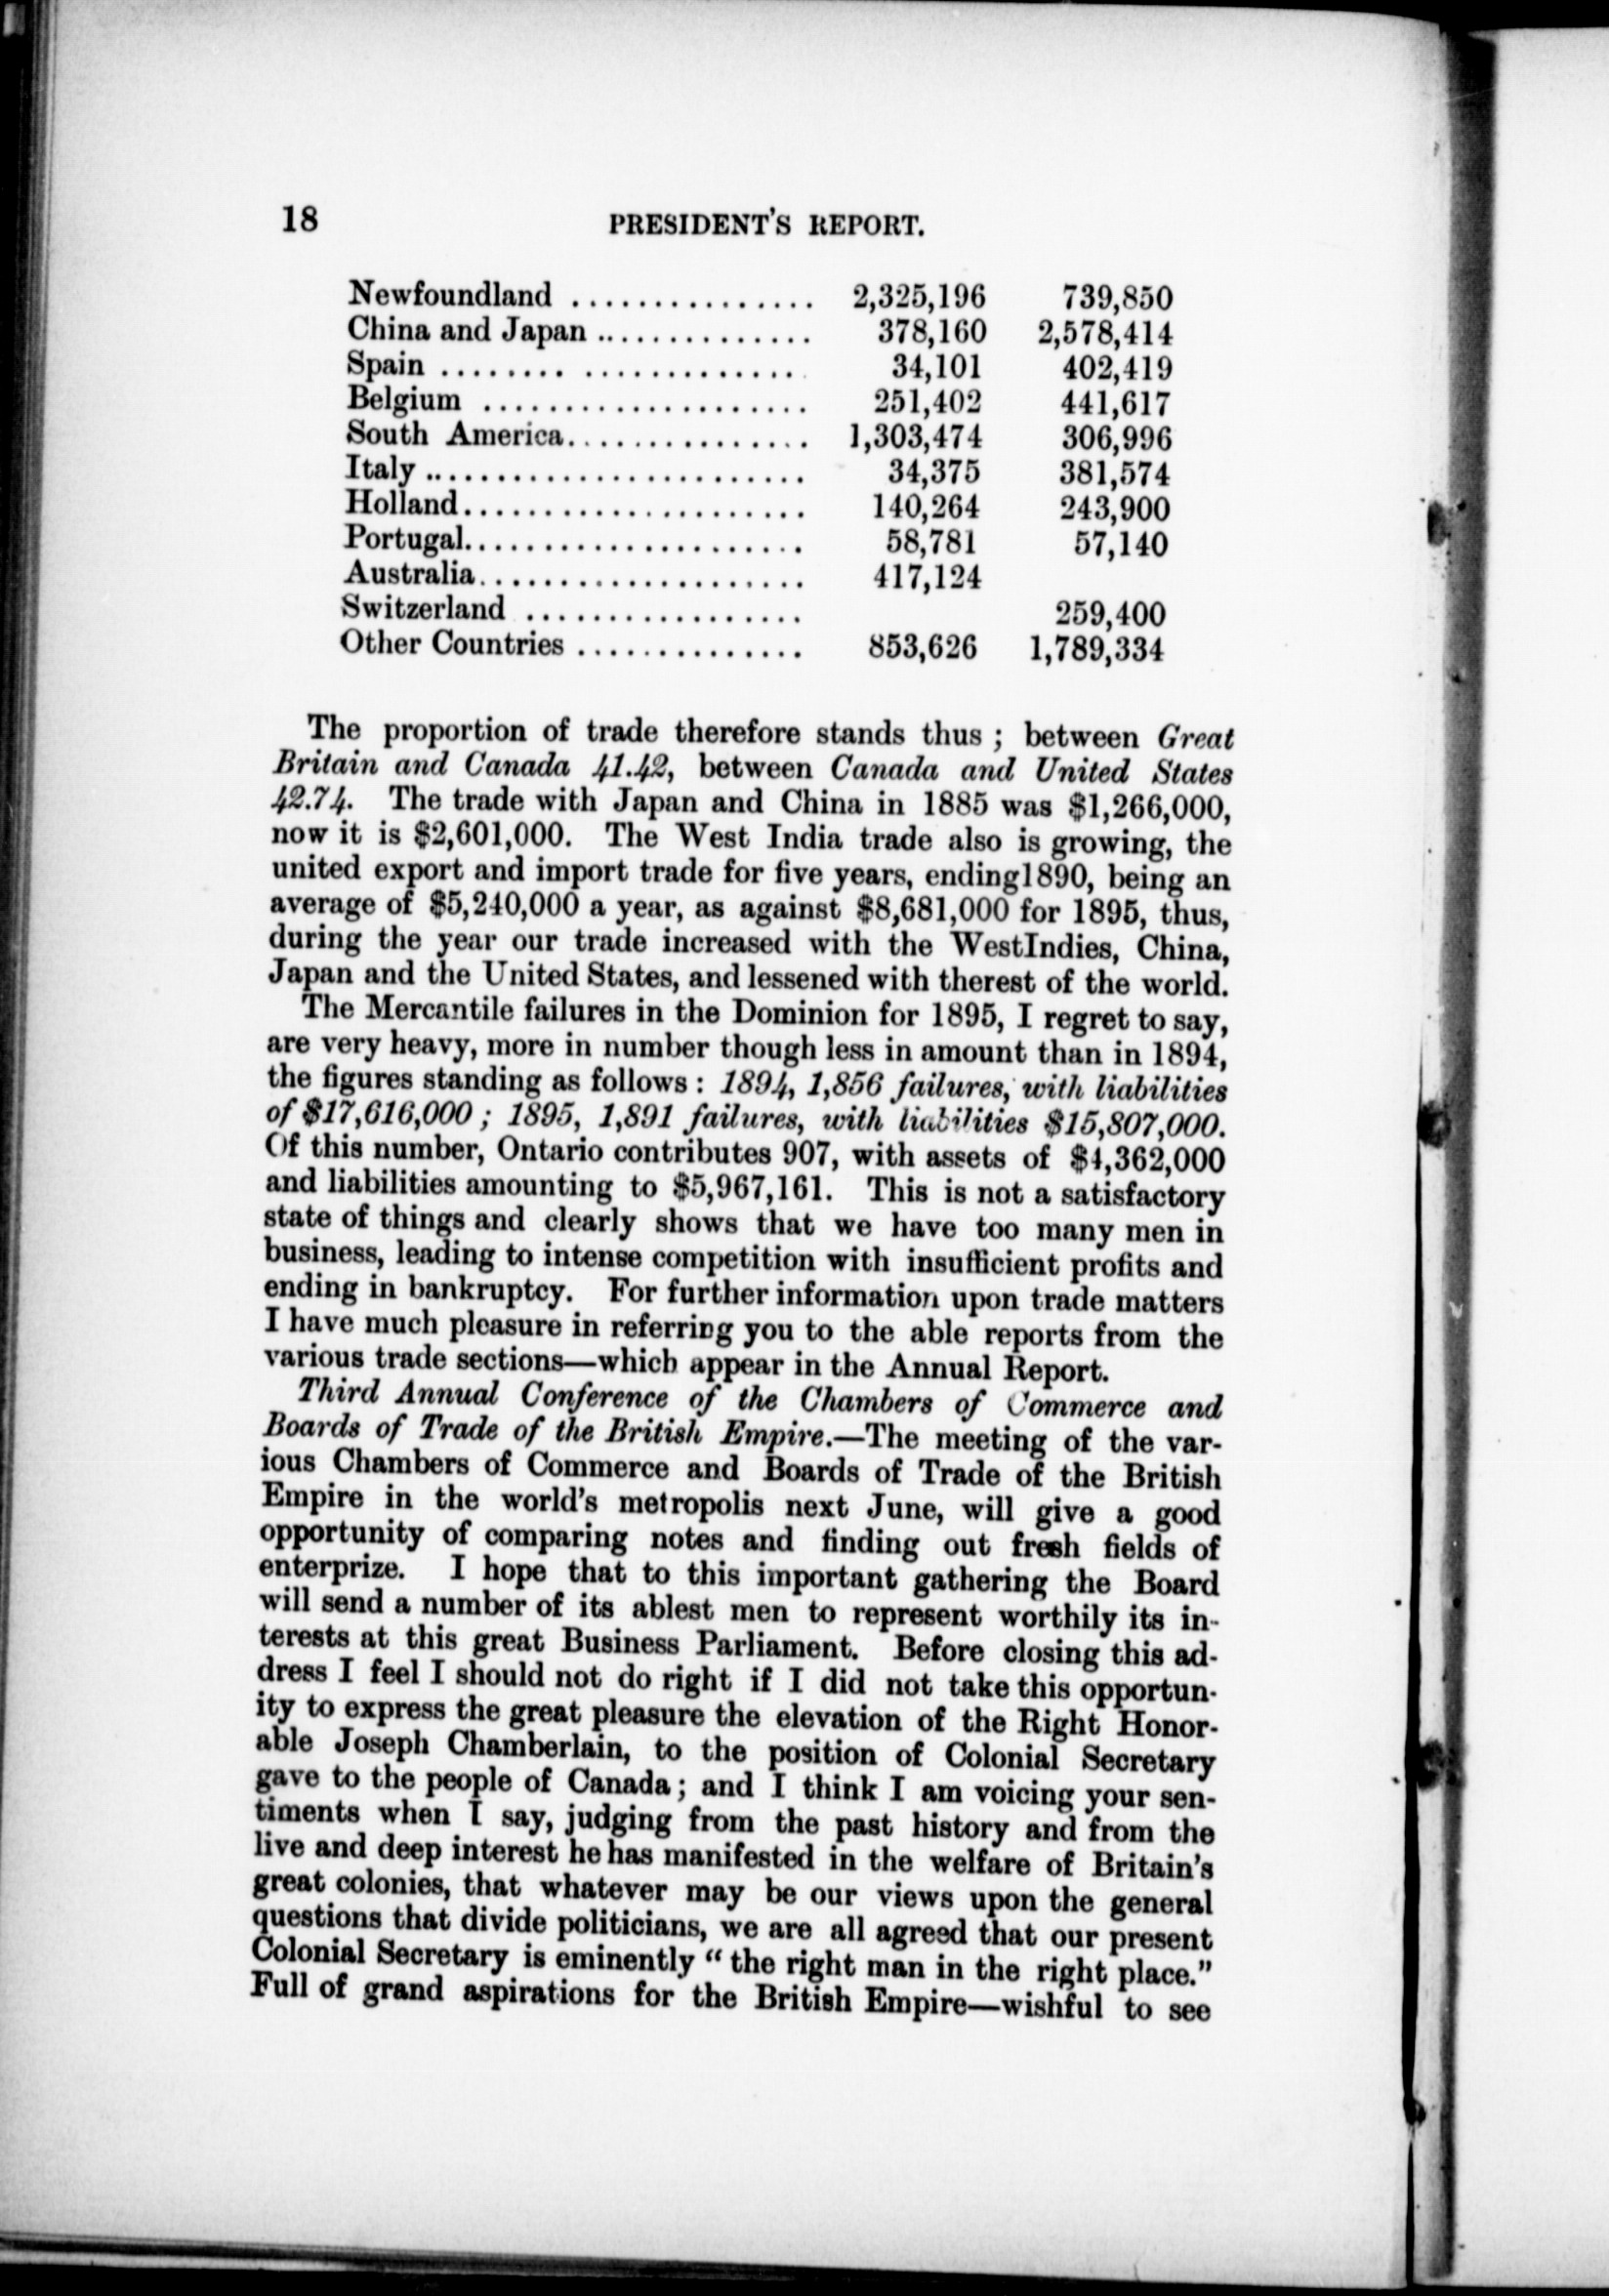 18 PRESIDENT'S REPORT.
Newfoundland ............... 2,325,196 739,850
China and Japan .............. 378,160 2,578,414
Spain ...................... 34,101 402,419
Belgium .................... 251,402 441,617
South America............... 1,303,474 306,996
Italy ........................ 34,375 381,574
Holland..................... 140,264 243,900
Portugal..................... 58,781 57,140
Australia.................... 417,124
Switzerland ................. 259,400
Other Countries .............. 853,626 1,789,334
The proportion of trade therefore stands thus ; between Great
Britain and Canada 41.42, between Canada and United States
42.74. The trade with Japan and China in 1885 was $1,266,000,
now it is $2,601,000. The West India trade also is growing, the
united export and import trade for five years, ending1890, being an
average of $5,240,000 a year, as against $8,681,000 for 1895, thus,
during the year our trade increased with the WestIndies, China,
Japan and the United States, and lessened with therest of the world.
The Mercantile failures in the Dominion for 1895, I regret to say,
are very heavy, more in number though less in amount than in 1894,
the figures standing as follows : 1894, 1,856 failures, with liabilities
of $17,616,000 ; 1895, 1,891 failures, with liabilities $15,807,000.
Of this number, Ontario contributes 907, with assets of $4,362,000
and liabilities amounting to $5,967,161. This is not a satisfactory
state of things and clearly shows that we have too many men in
business, leading to intense competition with insufficient profits and
ending in bankruptcy. For further information upon trade matters
I have much pleasure in referring you to the able reports from the
various trade sections—which appear in the Annual Report.
Third Annual Conference of the Chambers of Commerce and
Boards of Trade of the British Empire.—The meeting of the var-
ious Chambers of Commerce and Boards of Trade of the British
Empire in the world's metropolis next June, will give a good
opportunity of comparing notes and finding out fresh fields of
enterprize. I hope that to this important gathering the Board
will send a number of its ablest men to represent worthily its in-
terests at this great Business Parliament. Before closing this ad-
dress I feel I should not do right if I did not take this opportun-
ity to express the great pleasure the elevation of the Right Honor-
able Joseph Chamberlain, to the position of Colonial Secretary
gave to the people of Canada; and I think I am voicing your sen-
timents when I say, judging from the past history and from the
live and deep interest he has manifested in the welfare of Britain's
great colonies, that whatever may be our views upon the general
questions that divide politicians, we are all agreed that our present
Colonial Secretary is eminently "the right man in the right place."
Full of grand aspirations for the British Empire—wishful to see